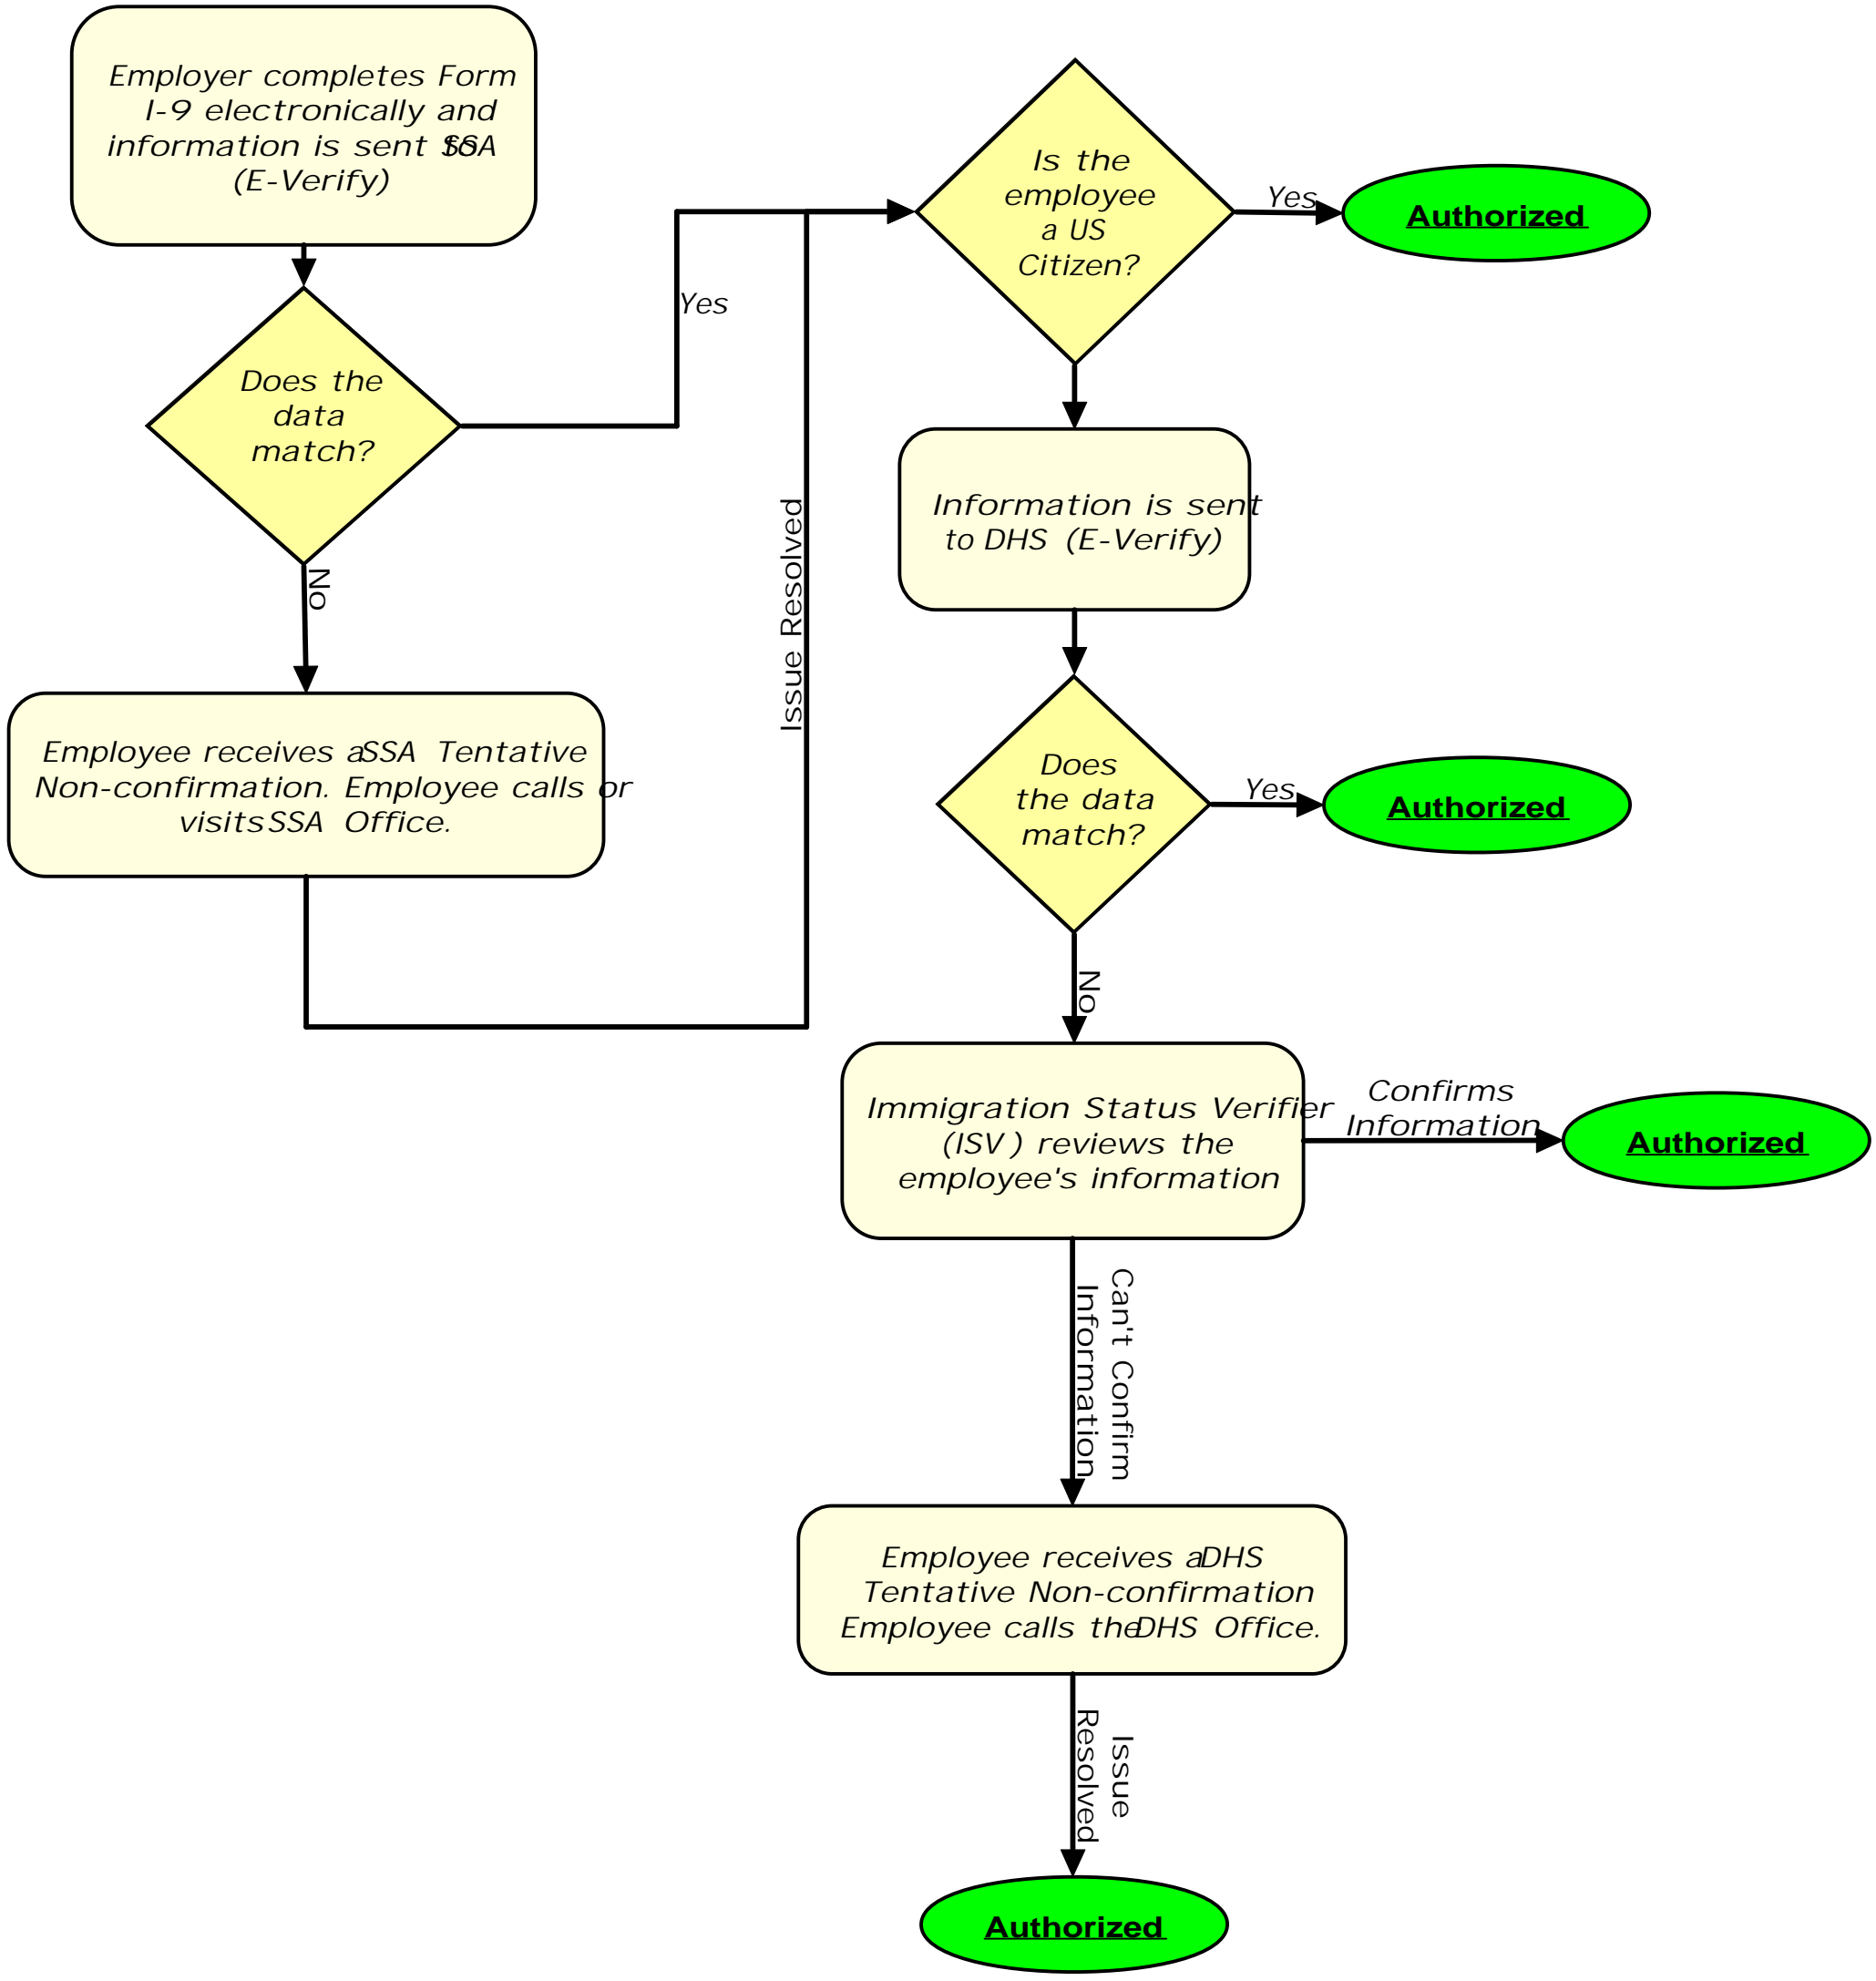 Employer completes Form
I-9 electronically and
information is sent to SSA
(E-Verify)
Does the
data
match?
Yes
No
Employee receives a SSA Tentative
Non-confirmation. Employee calls or
visits SSA Office.
Issue Resolved
Is the
employee
a US
Citizen?
Yes
Authorized
Information is sent
to DHS (E-Verify)
Does
the data
match?
Yes
Authorized
No
Immigration Status Verifier
(ISV) reviews the
employee's information
Confirms
Information
Authorized
Can't Confirm
Information
Employee receives a DHS
Tentative Non-confirmation
Employee calls the DHS Office.
Issue
Resolved
Authorized